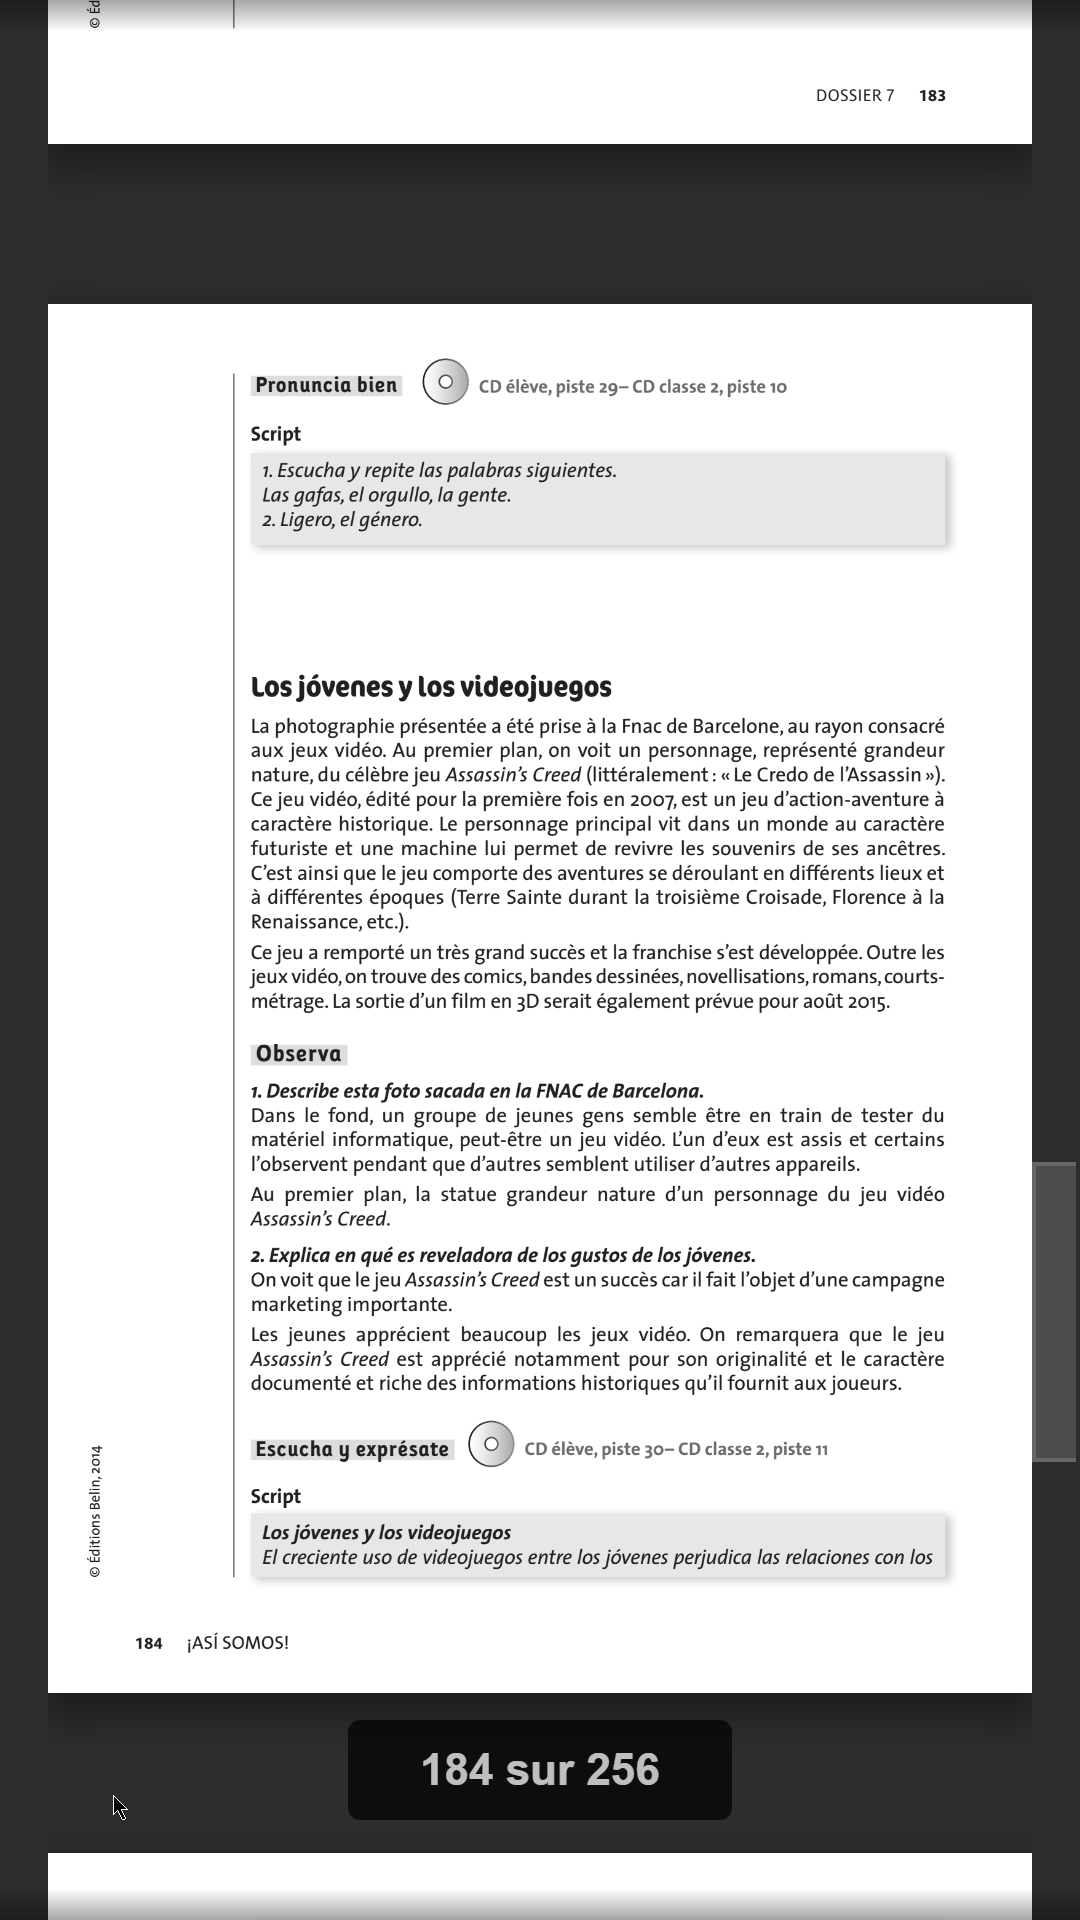 © Éd
DOSSIER 7 183
Pronuncia bien CD élève, piste 29– CD classe 2, piste 10
Script
1. Escucha y repite las palabras siguientes.
Las gafas, el orgullo, la gente.
2. Ligero, el género.
Los jóvenes y los videojuegos
La photographie présentée a été prise à la Fnac de Barcelone, au rayon consacré
aux jeux vidéo. Au premier plan, on voit un personnage, représenté grandeur
nature, du célèbre jeu Assassin’s Creed (littéralement : « Le Credo de l’Assassin »).
Ce jeu vidéo, édité pour la première fois en 2007, est un jeu d’action-aventure à
caractère historique. Le personnage principal vit dans un monde au caractère
futuriste et une machine lui permet de revivre les souvenirs de ses ancêtres.
C’est ainsi que le jeu comporte des aventures se déroulant en différents lieux et
à différentes époques (Terre Sainte durant la troisième Croisade, Florence à la
Renaissance, etc.).
Ce jeu a remporté un très grand succès et la franchise s’est développée. Outre les
jeux vidéo, on trouve des comics, bandes dessinées, novellisations, romans, courts-
métrage. La sortie d’un film en 3D serait également prévue pour août 2015.
Observa
1. Describe esta foto sacada en la FNAC de Barcelona.
Dans le fond, un groupe de jeunes gens semble être en train de tester du
matériel informatique, peut-être un jeu vidéo. L’un d’eux est assis et certains
l’observent pendant que d’autres semblent utiliser d’autres appareils.
Au premier plan, la statue grandeur nature d’un personnage du jeu vidéo
Assassin’s Creed.
2. Explica en qué es reveladora de los gustos de los jóvenes.
On voit que le jeu Assassin’s Creed est un succès car il fait l’objet d’une campagne
marketing importante.
Les jeunes apprécient beaucoup les jeux vidéo. On remarquera que le jeu
Assassin’s Creed est apprécié notamment pour son originalité et le caractère
documenté et riche des informations historiques qu’il fournit aux joueurs.
Escucha y exprésate CD élève, piste 30– CD classe 2, piste 11
Script
Los jóvenes y los videojuegos
El creciente uso de videojuegos entre los jóvenes perjudica las relaciones con los
© Éditions Belin, 2014
184 ¡ASÍ SOMOS!
184 sur 256